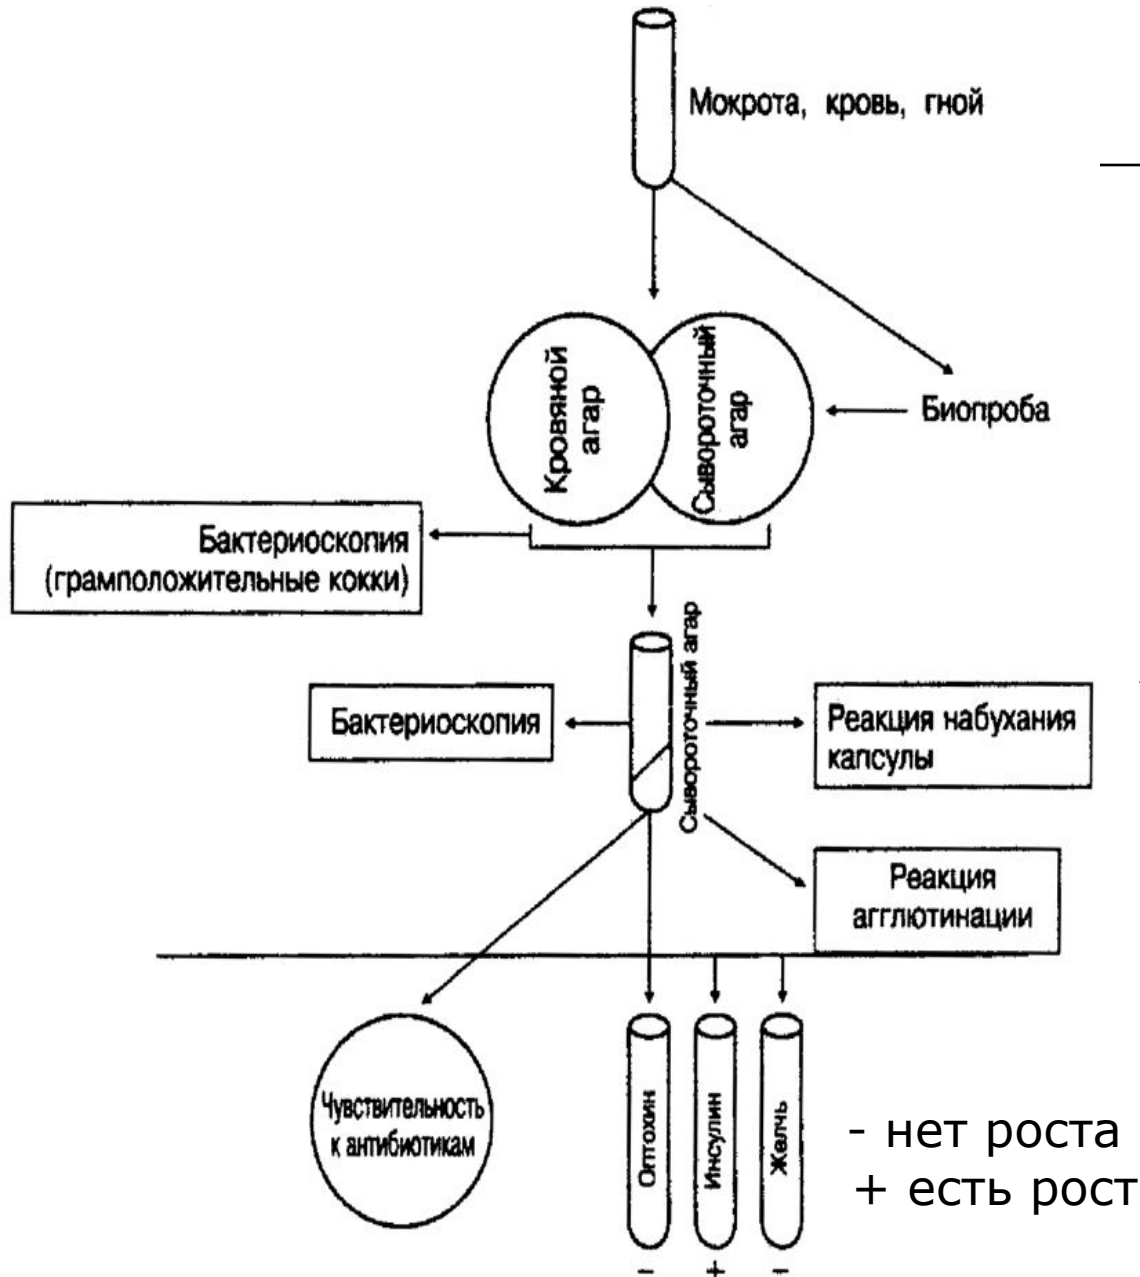 Мокрота, кровь, гной
Кровяной
агар
Сывороточный
агар
Биопроба
Бактериоскопия
(грамположительные кокки)
Сывороточный агар
Бактериоскопия
Реакция набухания
капсулы
Реакция
агглютинации
Чувствительность
к антибиотикам
Оптохин
Инсулин
Желчь
- нет роста
+ есть рост
- + -